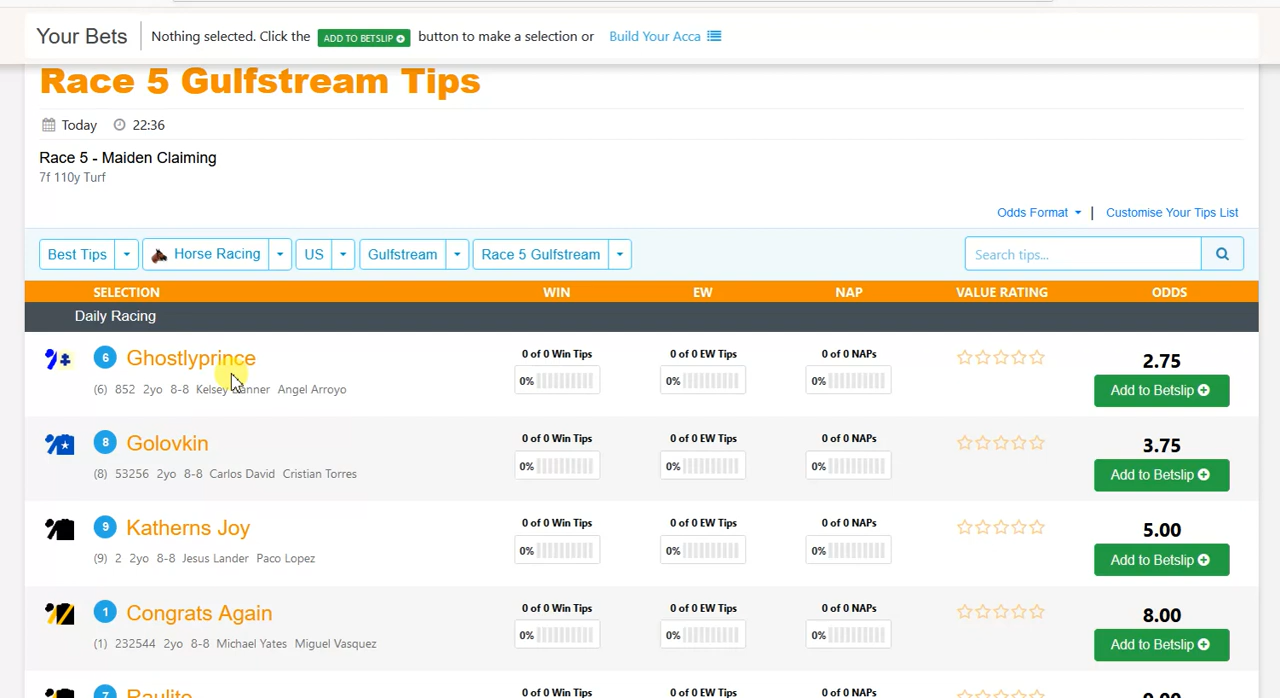 Your Bets
Nothing selected. Click the ADD TO BETSLIP button to make a selection or Build Your Acca
Race 5 Gulfstream Tips
Today 22:36
Race 5 - Maiden Claiming
7f 110y Turf
Odds Format | Customise Your Tips List
Best Tips Horse Racing US Gulfstream Race 5 Gulfstream Search tips...
SELECTION WIN EW NAP VALUE RATING ODDS
Daily Racing
6 Ghostlyprince 0 of 0 Win Tips 0 of 0 EW Tips 0 of 0 NAPs 2.75
0% 0% 0% Add to Betslip
(6) 852 2yo 8-8 Kelsey Danner Angel Arroyo
8 Golovkin 0 of 0 Win Tips 0 of 0 EW Tips 0 of 0 NAPs 3.75
0% 0% 0% Add to Betslip
(8) 53256 2yo 8-8 Carlos David Cristian Torres
9 Katherns Joy 0 of 0 Win Tips 0 of 0 EW Tips 0 of 0 NAPs 5.00
0% 0% 0% Add to Betslip
(9) 2 2yo 8-8 Jesus Lander Paco Lopez
1 Congrats Again 0 of 0 Win Tips 0 of 0 EW Tips 0 of 0 NAPs 8.00
0% 0% 0% Add to Betslip
(1) 232544 2yo 8-8 Michael Yates Miguel Vasquez
7 0 of 0 Win Tips 0 of 0 EW Tips 0 of 0 NAPs